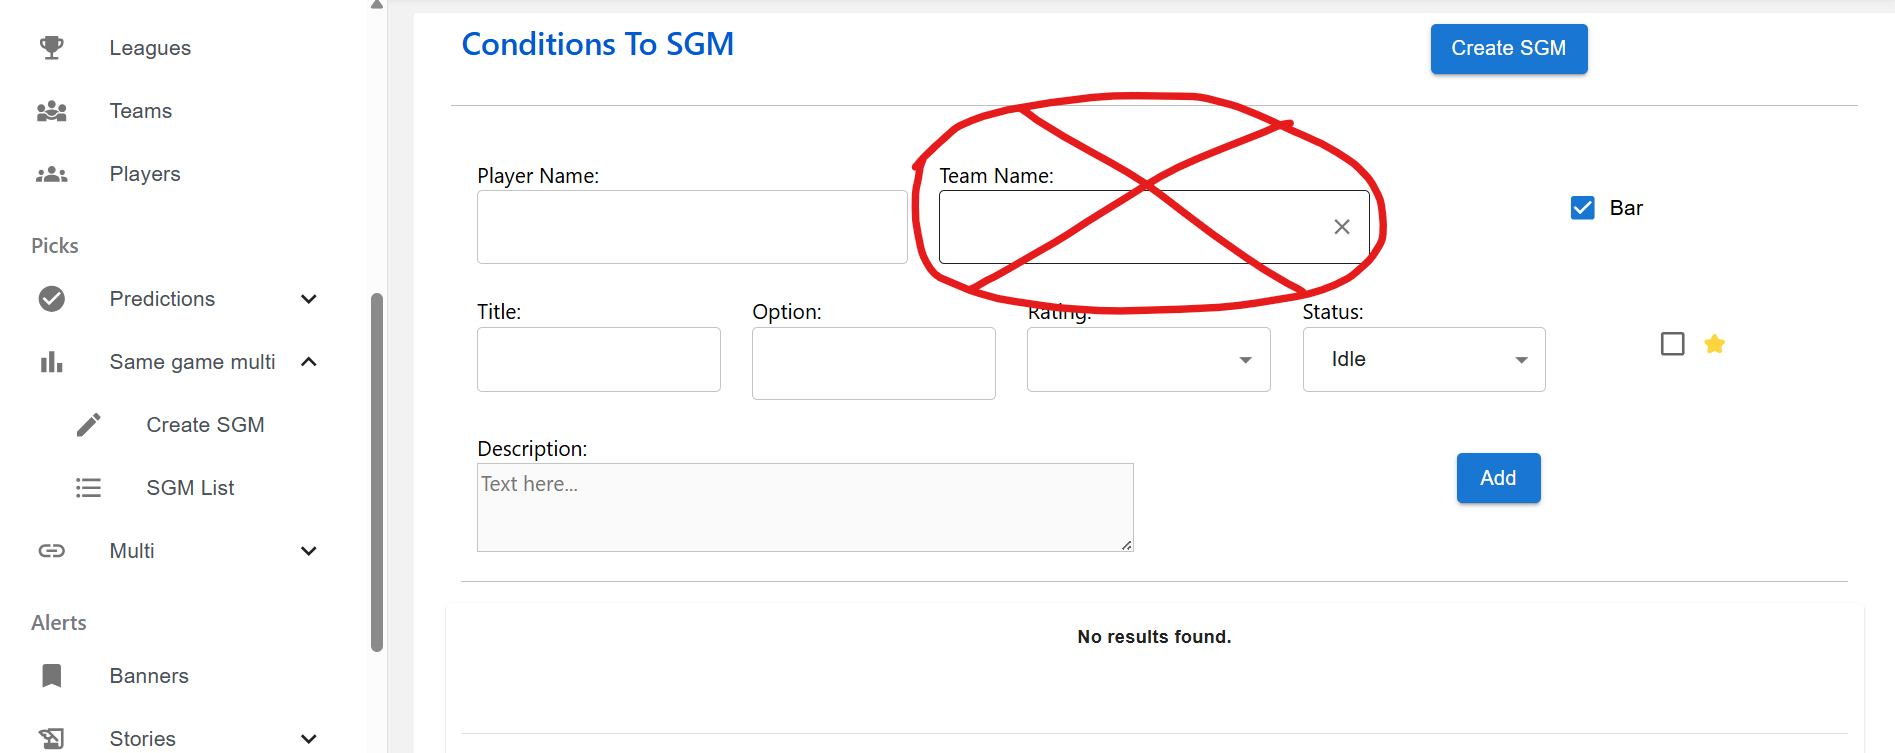 Leagues
Teams
Players
Picks
Predictions
Same game multi
Create SGM
SGM List
Multi
Alerts
Banners
Stories
Conditions To SGM
Create SGM
Player Name:
Team Name:
Bar
Title:
Option:
Rating:
Status:
Idle
Description:
Text here...
Add
No results found.